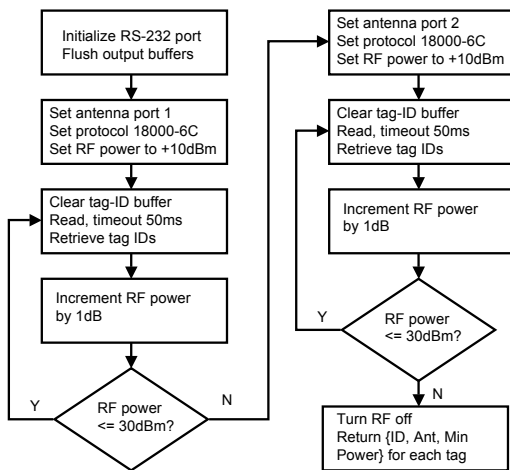 Initialize RS-232 port
Flush output buffers
Set antenna port 1
Set protocol 18000-6C
Set RF power to +10dBm
Clear tag-ID buffer
Read, timeout 50ms
Retrieve tag IDs
Increment RF power
by 1dB
RF power
<= 30dBm?
Y
N
Set antenna port 2
Set protocol 18000-6C
Set RF power to +10dBm
Clear tag-ID buffer
Read, timeout 50ms
Retrieve tag IDs
Increment RF power
by 1dB
RF power
<= 30dBm?
Y
N
Turn RF off
Return {ID, Ant, Min
Power} for each tag